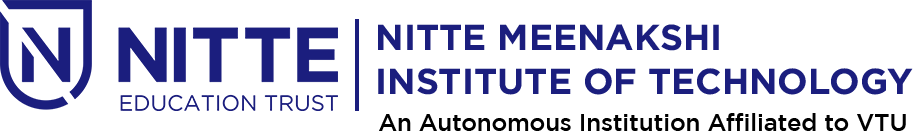 N NITTE
EDUCATION TRUST
NITTE MEENAKSHI
INSTITUTE OF TECHNOLOGY
An Autonomous Institution Affiliated to VTU